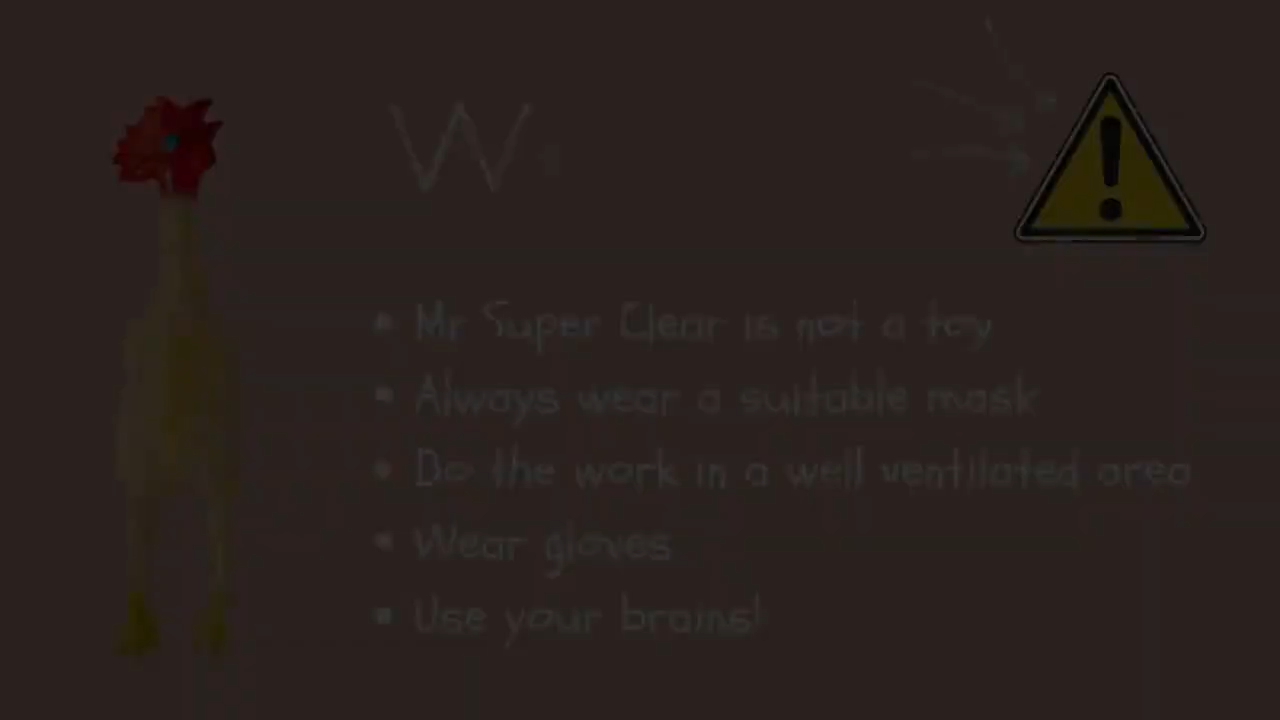 W
Mr Super Clear is not a toy
Always wear a suitable mask
Do the work in a well ventilated area
Wear gloves
Use your brains!